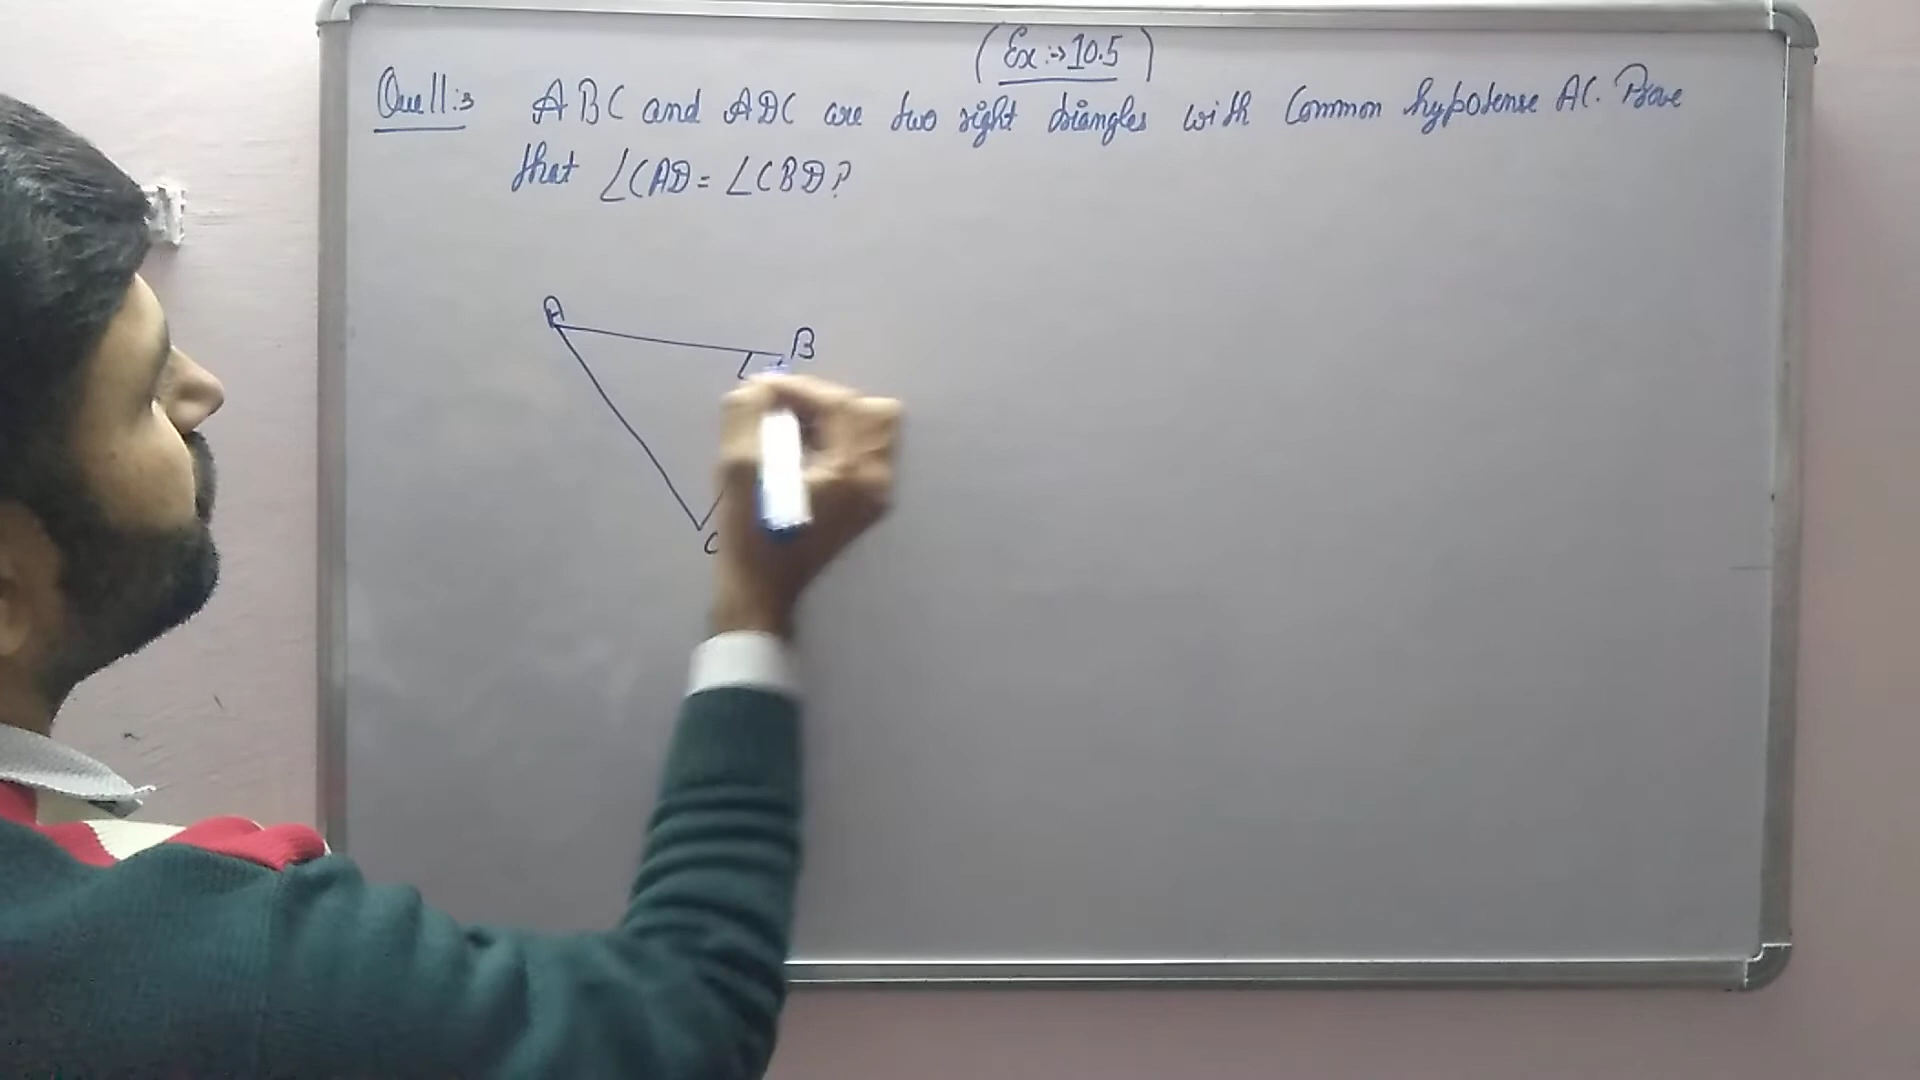 (Ex:→10.5)
Que11:→ ABC and ADC are two right triangles with Common hypotense AC. Prove
that ∠CAD = ∠CBD?
A
B
C